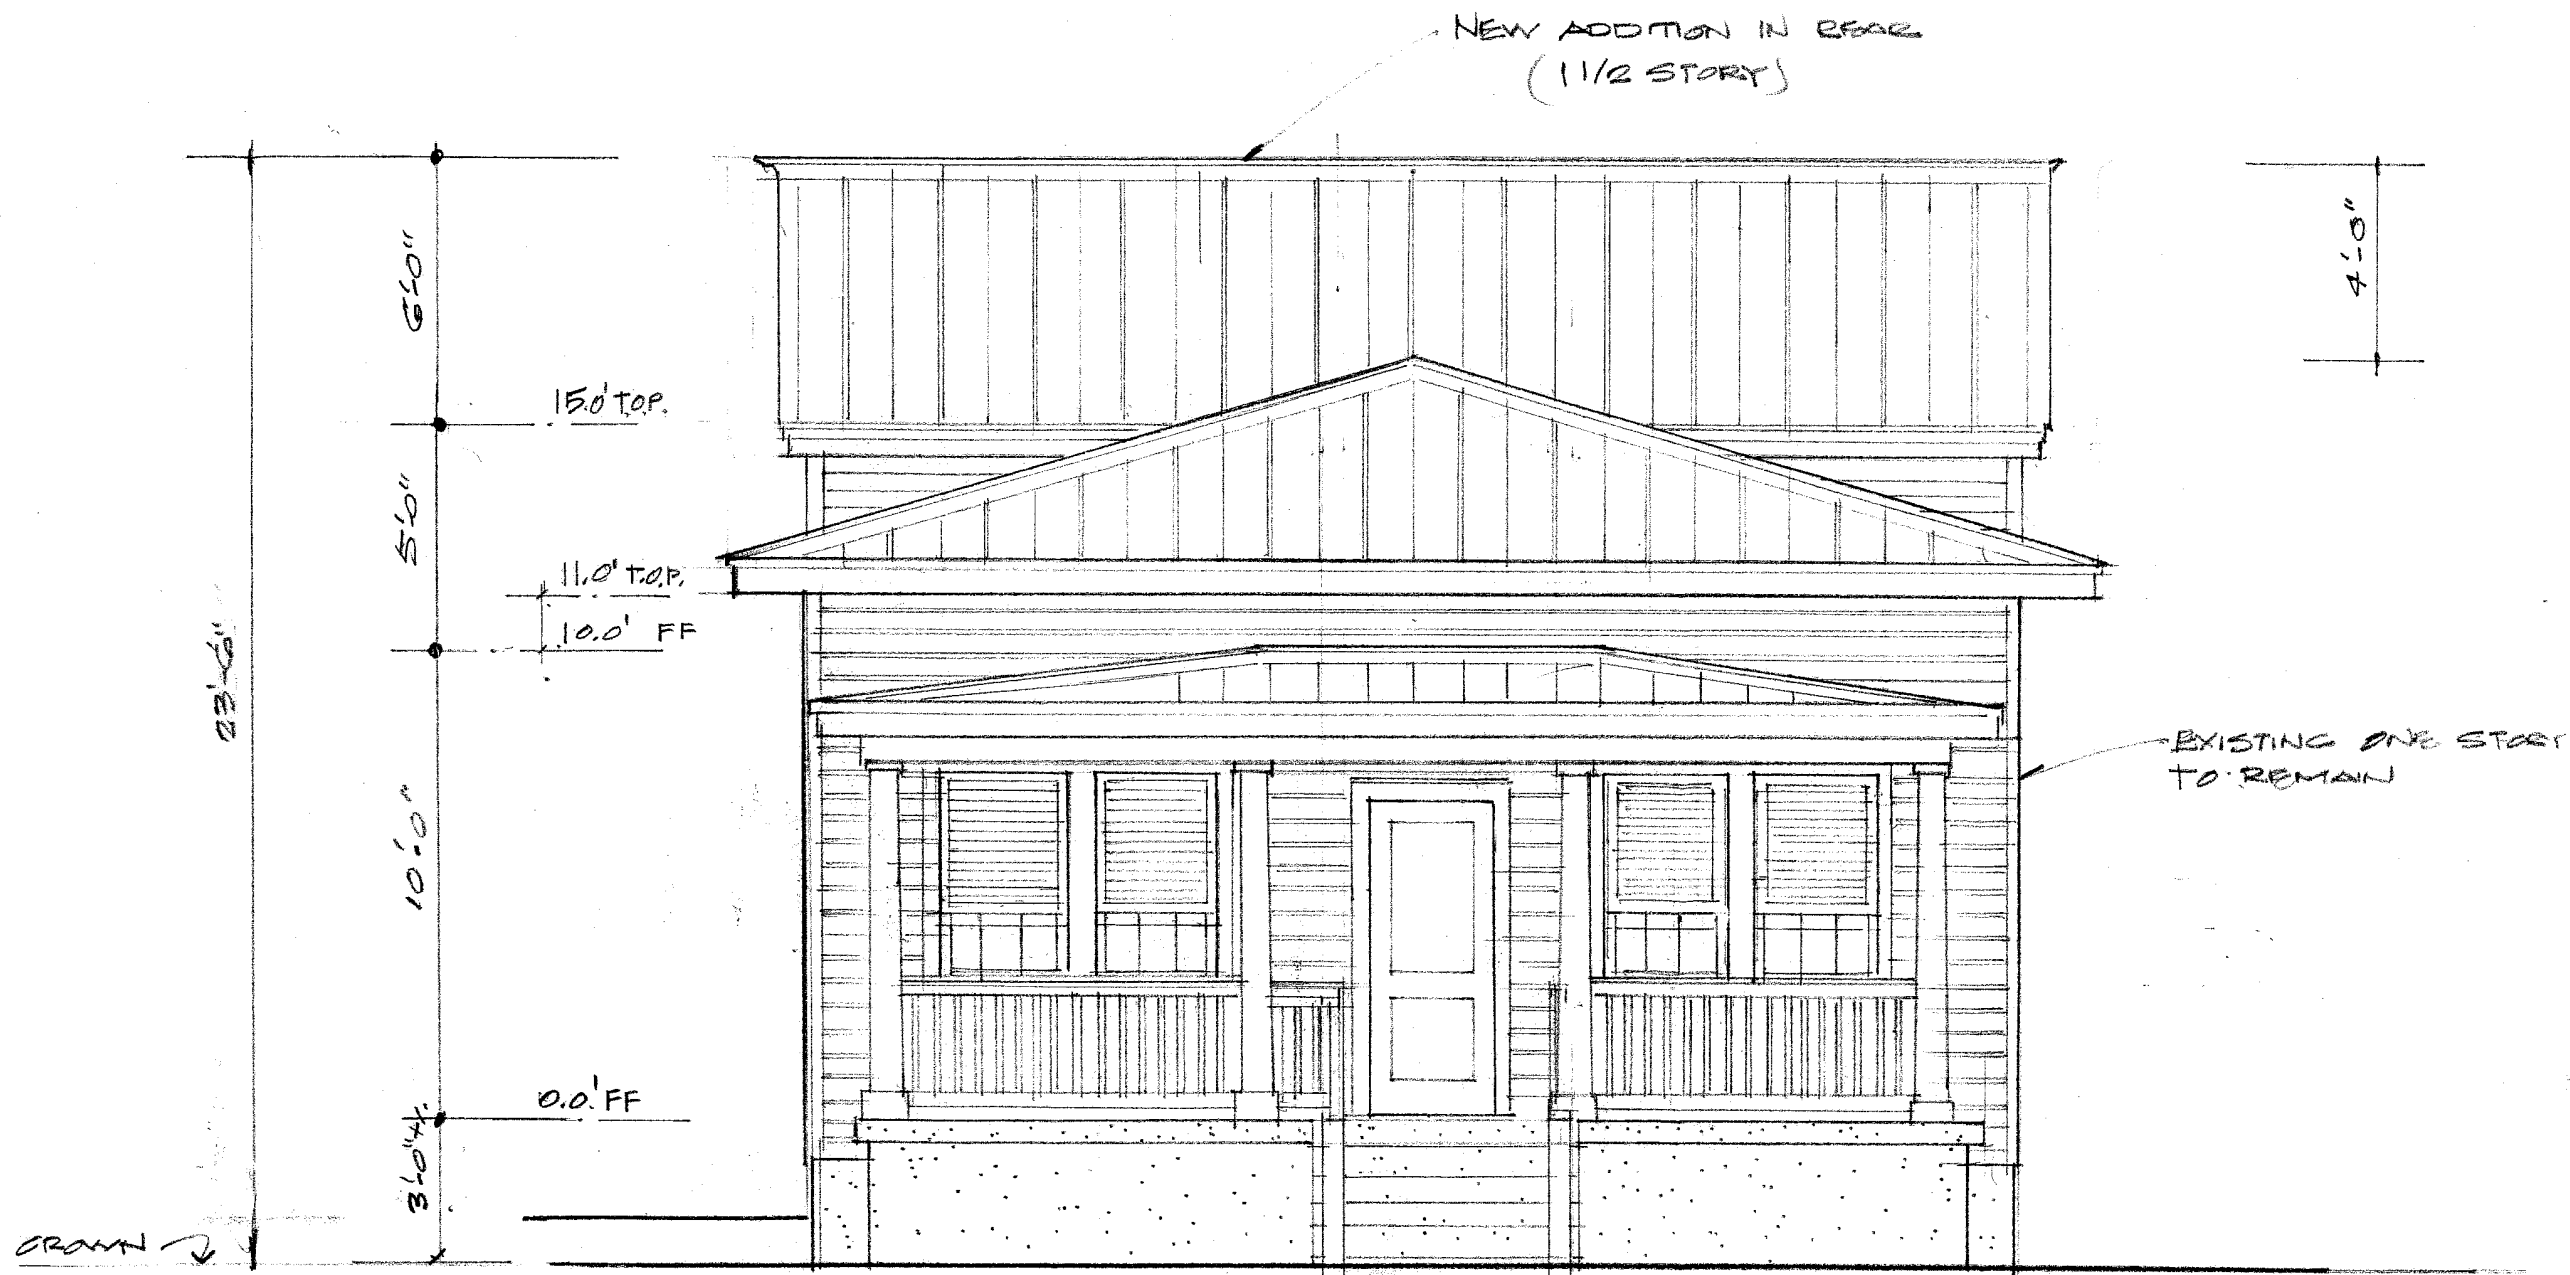 NEW ADDITION IN REAR
(1 1/2 STORY)
6'-0"
4'-0"
15.0' T.O.P.
5'-0"
11.0' T.O.P.
10.0' FF
23'-6"
EXISTING ONE STORY
TO REMAIN
10'-0"
0.0.' FF
3'-0" +/-
CROWN